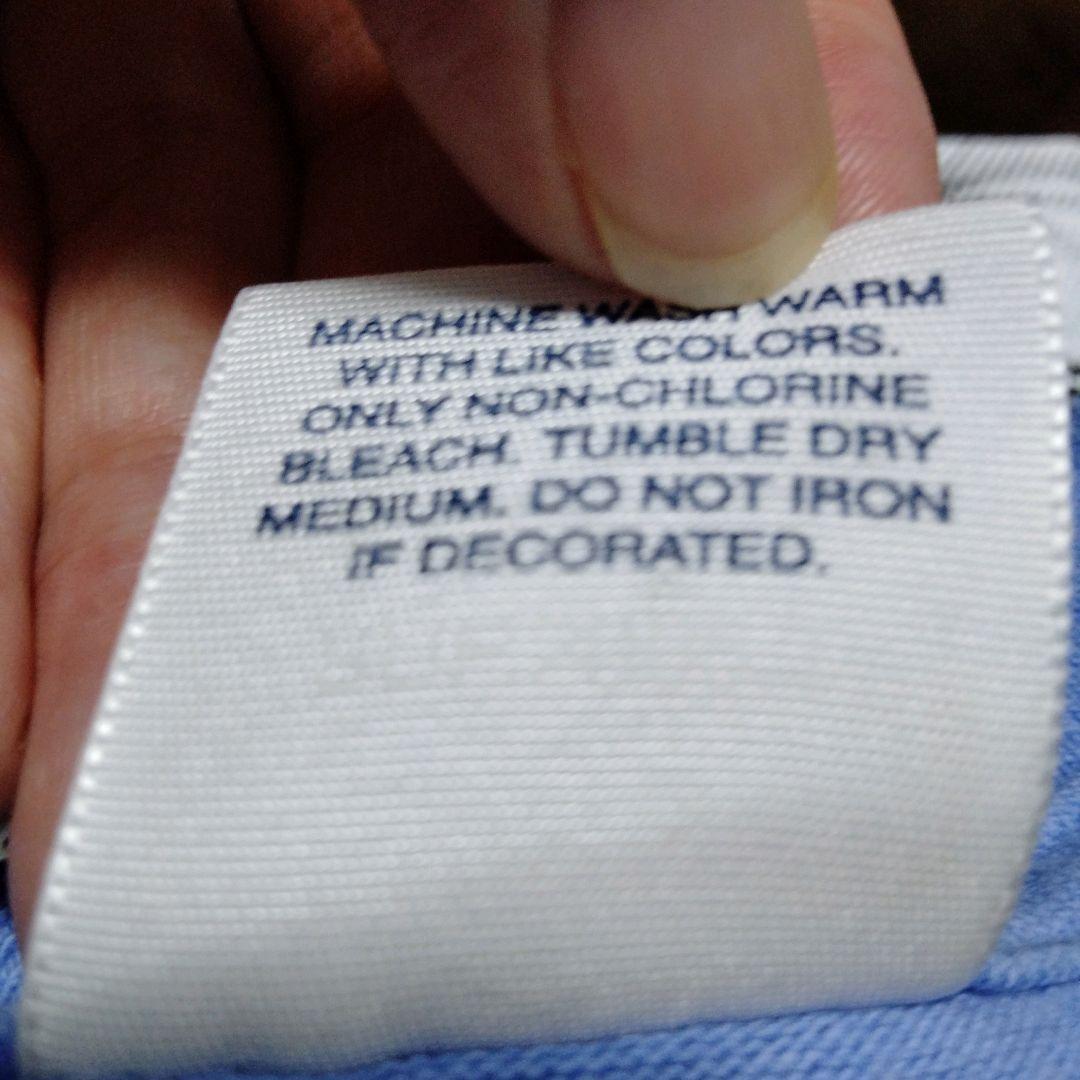 MACHINE WASH WARM
WITH LIKE COLORS.
ONLY NON-CHLORINE
BLEACH. TUMBLE DRY
MEDIUM. DO NOT IRON
IF DECORATED.